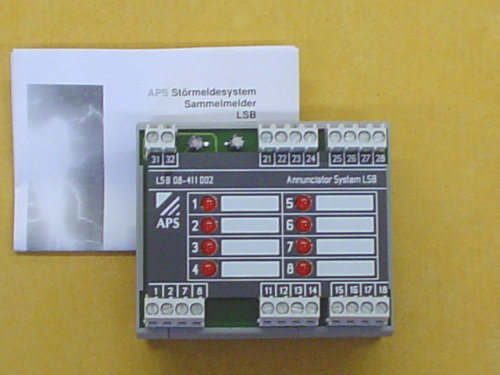 APS Störmeldesystem
Sammelmelder
LSB
31 32 21 22 23 24 25 26 27 28
LSB 08-411 002 Annunciator System LSB
APS
1 5
2 6
3 7
4 8
1 2 7 8 11 12 13 14 15 16 17 18